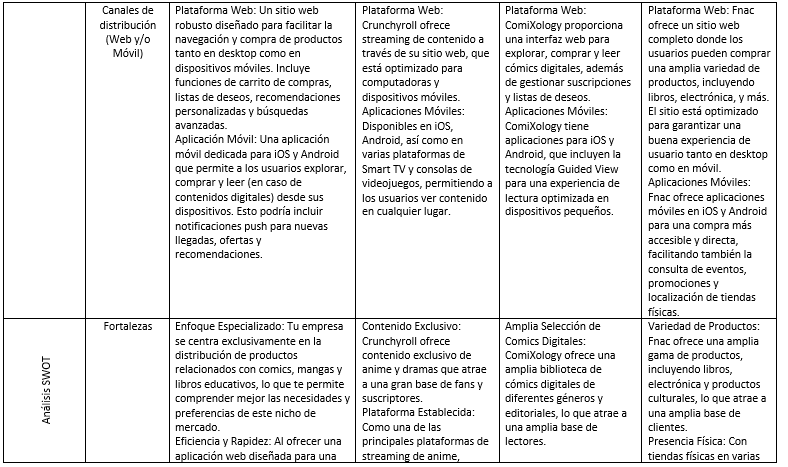 Canales de
distribución
(Web y/o
Móvil)
Plataforma Web: Un sitio web
robusto diseñado para facilitar la
navegación y compra de productos
tanto en desktop como en
dispositivos móviles. Incluye
funciones de carrito de compras,
listas de deseos, recomendaciones
personalizadas y búsquedas
avanzadas.
Aplicación Móvil: Una aplicación
móvil dedicada para iOS y Android
que permite a los usuarios explorar,
comprar y leer (en caso de
contenidos digitales) desde sus
dispositivos. Esto podría incluir
notificaciones push para nuevas
llegadas, ofertas y
recomendaciones.
Plataforma Web:
Crunchyroll ofrece
streaming de contenido a
través de su sitio web, que
está optimizado para
computadoras y
dispositivos móviles.
Aplicaciones Móviles:
Disponibles en iOS,
Android, así como en
varias plataformas de
Smart TV y consolas de
videojuegos, permitiendo a
los usuarios ver contenido
en cualquier lugar.
Plataforma Web:
ComiXology proporciona
una interfaz web para
explorar, comprar y leer
cómics digitales, además
de gestionar suscripciones
y listas de deseos.
Aplicaciones Móviles:
ComiXology tiene
aplicaciones para iOS y
Android, que incluyen la
tecnología Guided View
para una experiencia de
lectura optimizada en
dispositivos pequeños.
Plataforma Web: Fnac
ofrece un sitio web
completo donde los
usuarios pueden comprar
una amplia variedad de
productos, incluyendo
libros, electrónica, y más.
El sitio está optimizado
para garantizar una
buena experiencia de
usuario tanto en desktop
como en móvil.
Aplicaciones Móviles:
Fnac ofrece aplicaciones
móviles en iOS y Android
para una compra más
accesible y directa,
facilitando también la
consulta de eventos,
promociones y
localización de tiendas
físicas.
Análisis SWOT
Fortalezas
Enfoque Especializado: Tu empresa
se centra exclusivamente en la
distribución de productos
relacionados con comics, mangas y
libros educativos, lo que te permite
comprender mejor las necesidades y
preferencias de este nicho de
mercado.
Eficiencia y Rapidez: Al ofrecer una
aplicación web diseñada para una
Contenido Exclusivo:
Crunchyroll ofrece
contenido exclusivo de
anime y dramas que atrae
a una gran base de fans y
suscriptores.
Plataforma Establecida:
Como una de las
principales plataformas de
streaming de anime,
Amplia Selección de
Comics Digitales:
ComiXology ofrece una
amplia biblioteca de
cómics digitales de
diferentes géneros y
editoriales, lo que atrae a
una amplia base de
lectores.
Variedad de Productos:
Fnac ofrece una amplia
gama de productos,
incluyendo libros,
electrónica y productos
culturales, lo que atrae a
una amplia base de
clientes.
Presencia Física: Con
tiendas físicas en varias